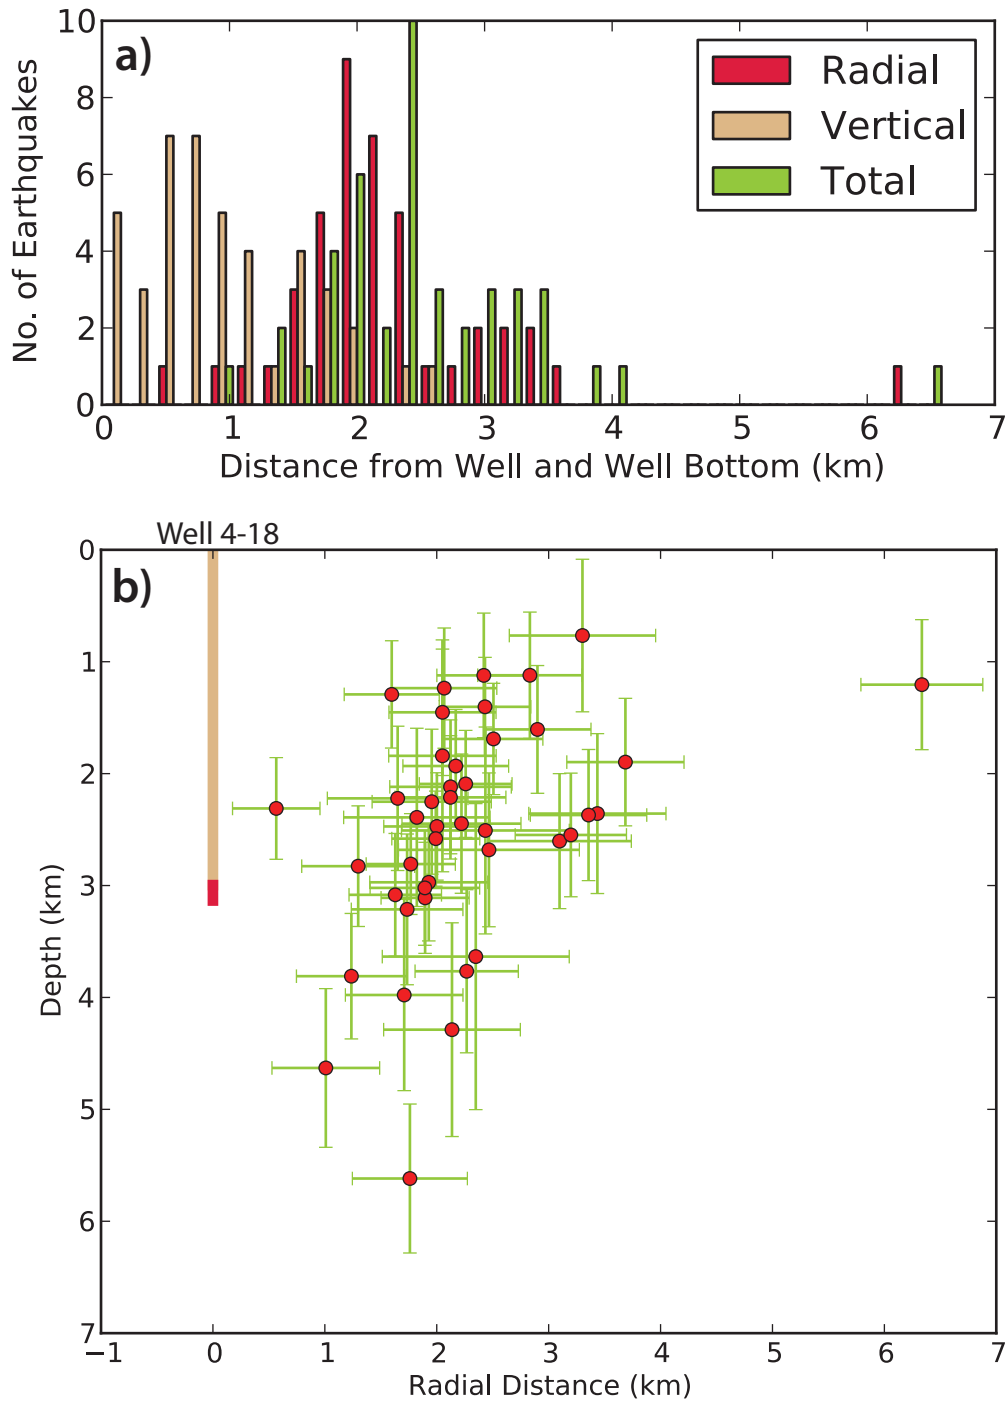 a)
Radial
Vertical
Total
No. of Earthquakes
10
8
6
4
2
0
0 1 2 3 4 5 6 7
Distance from Well and Well Bottom (km)
Well 4-18
b)
Depth (km)
0
1
2
3
4
5
6
7
−1 0 1 2 3 4 5 6 7
Radial Distance (km)